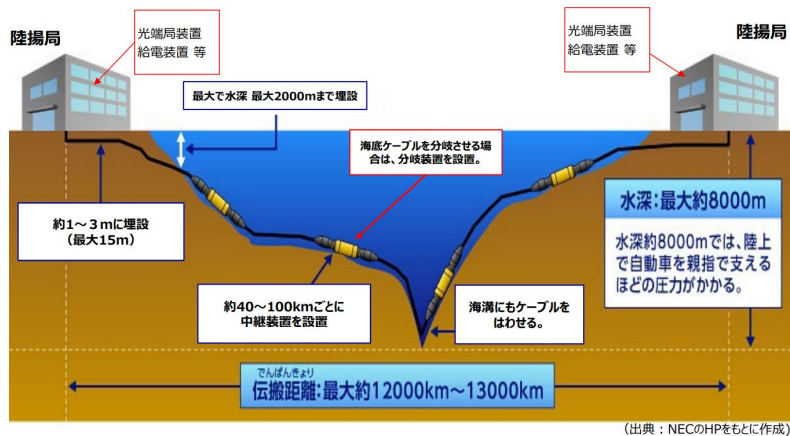 陸揚局
光端局装置
給電装置 等
光端局装置
給電装置 等
陸揚局
最大で水深 最大2000mまで埋設
海底ケーブルを分岐させる場
合は、分岐装置を設置。
約1～３ｍに埋設
（最大15m）
水深：最大約8000m
水深約8000mでは、陸上
で自動車を親指で支える
ほどの圧力がかかる。
約40～100kmごとに
中継装置を設置
海溝にもケーブルを
はわせる。
でんぱんきょり
伝搬距離：最大約12000km～13000km
（出典：NECのHPをもとに作成)